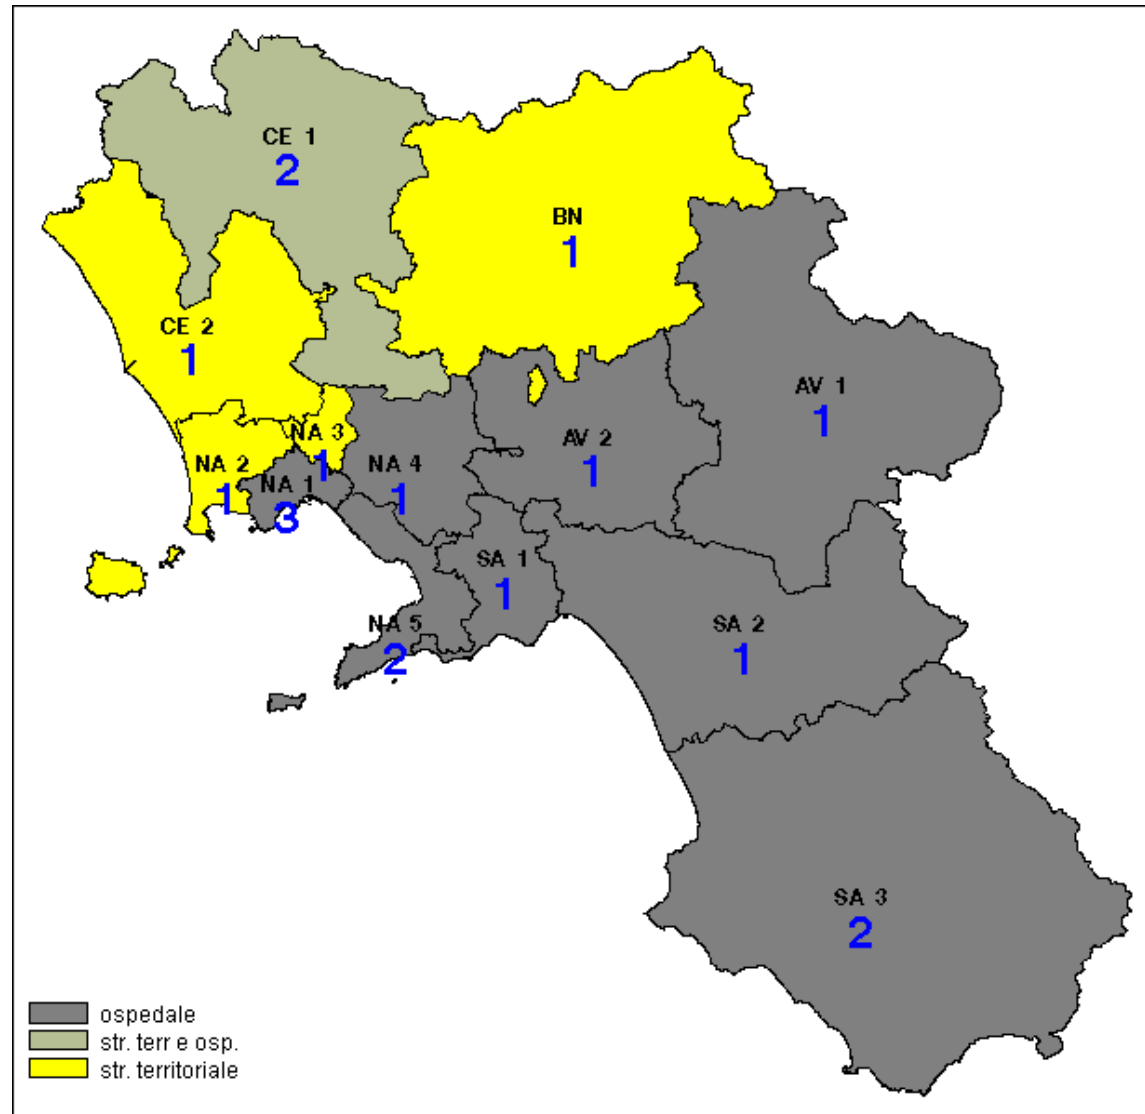 CE 1
2
BN
1
CE 2
1
AV 1
1
NA 3
1
AV 2
1
NA 2
1
NA 4
1
NA 1
3
SA 1
1
NA 5
2
SA 2
1
SA 3
2
ospedale
str. terr e osp.
str. territoriale